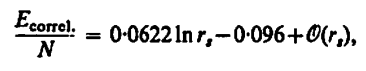 E_correl./N = 0·0622 ln r_s − 0·096 + 𝒪(r_s),